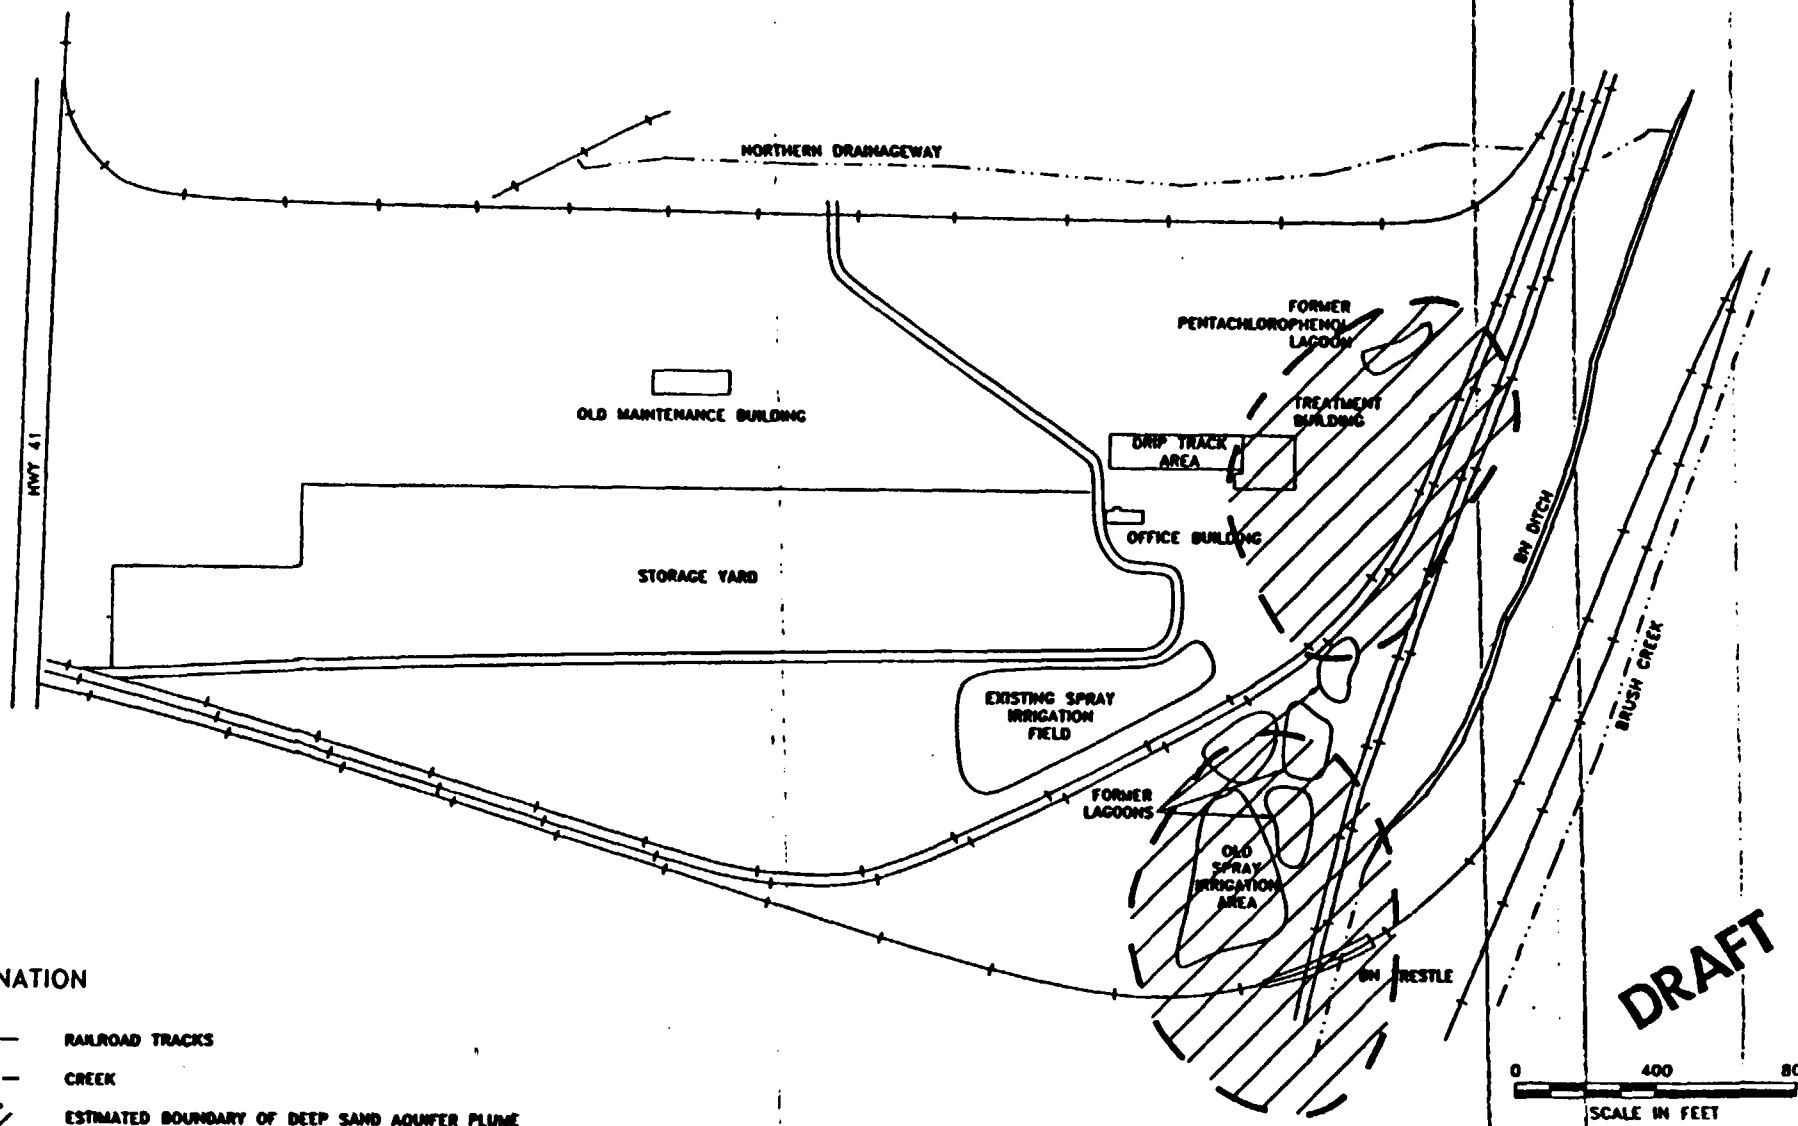 NORTHERN DRAINAGEWAY
FORMER
PENTACHLOROPHENOL
LAGOON
OLD MAINTENANCE BUILDING
TREATMENT
BUILDING
DRIP TRACK
AREA
HWY 41
OFFICE BUILDING
BN DITCH
STORAGE YARD
BRUSH CREEK
EXISTING SPRAY
IRRIGATION
FIELD
FORMER
LAGOONS
OLD
SPRAY
IRRIGATION
AREA
BN TRESTLE
DRAFT
NATION
RAILROAD TRACKS
CREEK
ESTIMATED BOUNDARY OF DEEP SAND AQUIFER PLUME
0 400 80
SCALE IN FEET